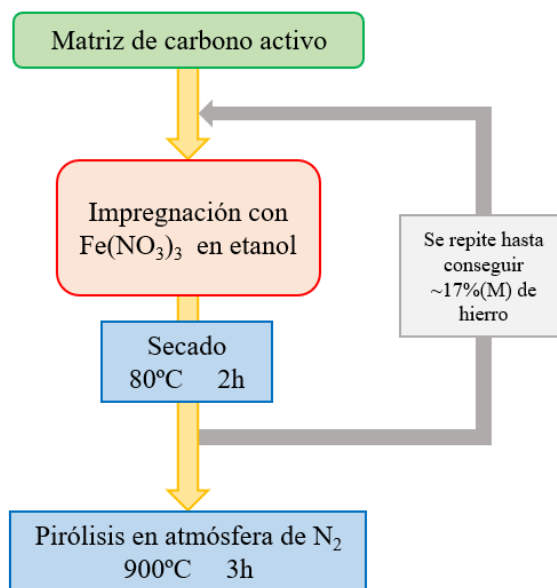 Matriz de carbono activo
Impregnación con
Fe(NO₃)₃ en etanol
Se repite hasta
conseguir
~17%(M) de
hierro
Secado
80ºC 2h
Pirólisis en atmósfera de N₂
900ºC 3h